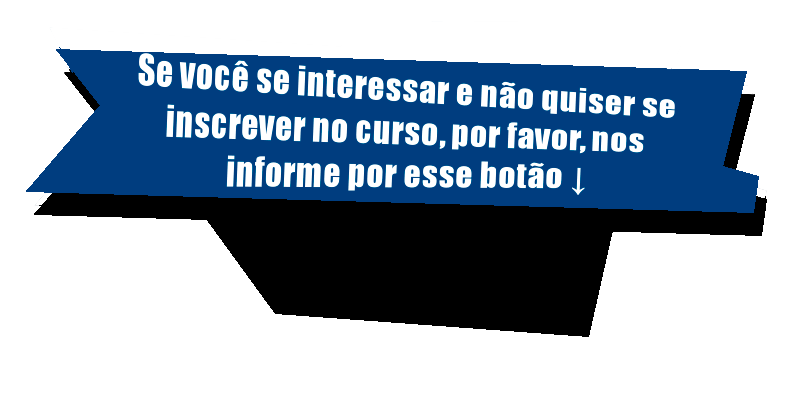 Se você se interessar e não quiser se
inscrever no curso, por favor, nos
informe por esse botão ↓